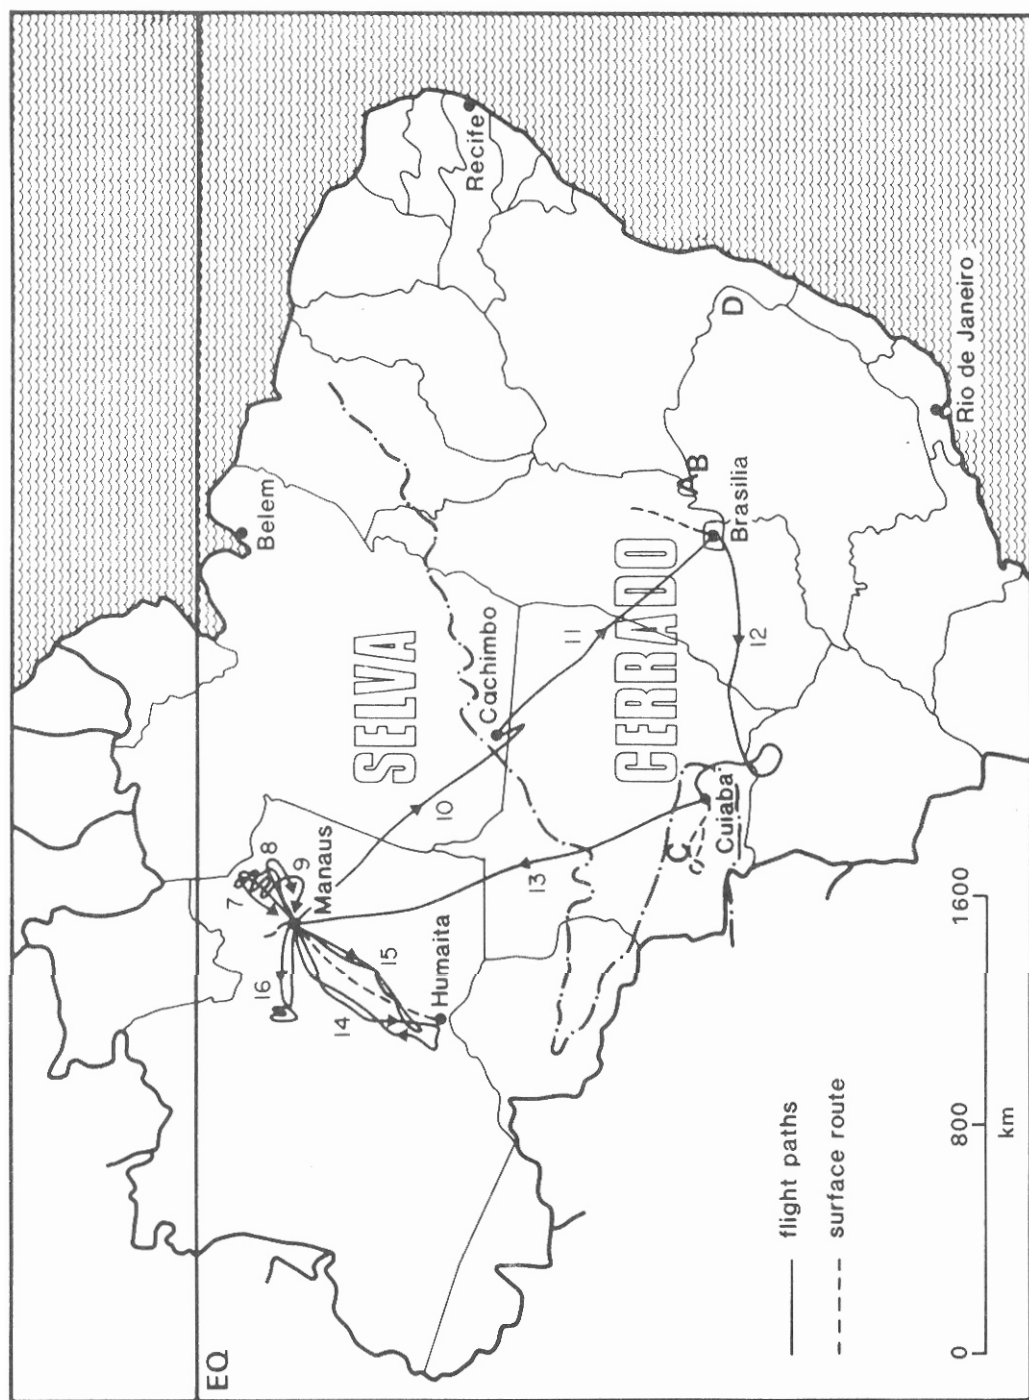 EQ
7
16
8
Belem
9
Manaus
14
SELVA
15
Humaita
10
Recife
Cachimbo
13
11
CERRADO
C
A B
Cuiaba
D
Brasilia
12
flight paths
surface route
0 800 1600
km
Rio de Janeiro